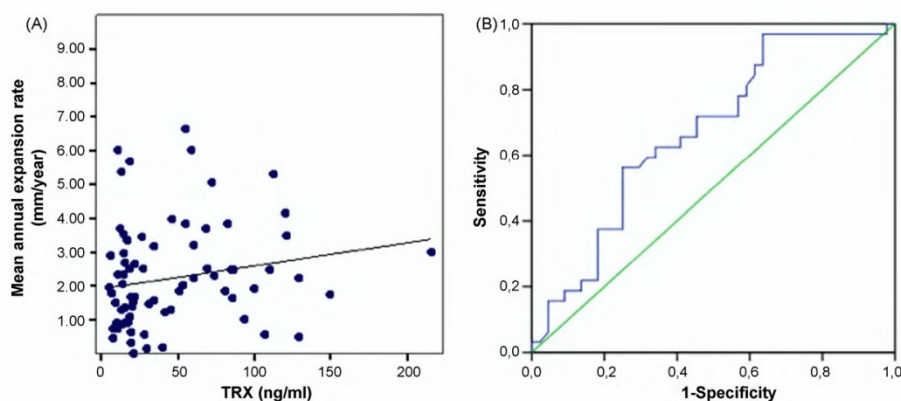 (A)
9.00
8.00
7.00
6.00
5.00
4.00
3.00
2.00
1.00
Mean annual expansion rate
(mm/year)
0 50 100 150 200
TRX (ng/ml)
(B)
1,0
0,8
0,6
0,4
0,2
0,0
Sensitivity
0,0 0,2 0,4 0,6 0,8 1,0
1-Specificity